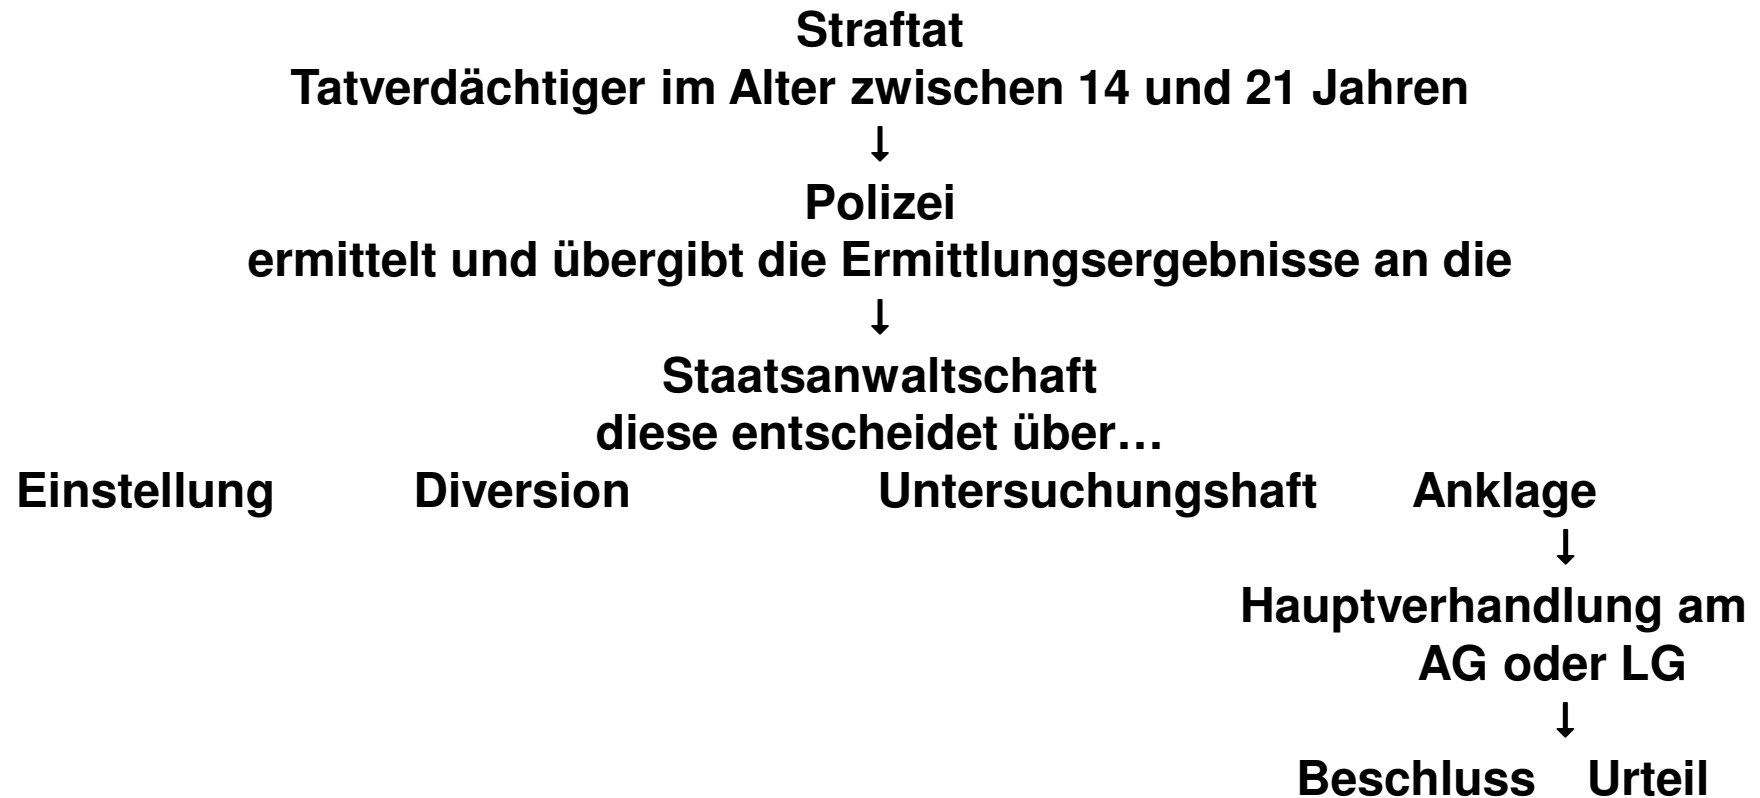 Straftat
Tatverdächtiger im Alter zwischen 14 und 21 Jahren
↓
Polizei
ermittelt und übergibt die Ermittlungsergebnisse an die
↓
Staatsanwaltschaft
diese entscheidet über…
Einstellung Diversion Untersuchungshaft Anklage
↓
Hauptverhandlung am
AG oder LG
↓
Beschluss Urteil